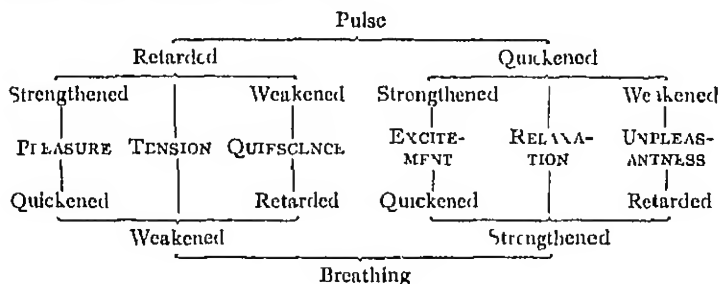 Pulse
Retarded Quickened
Strengthened Weakened Strengthened Weakened
PLEASURE TENSION QUIESCENCE EXCITE- RELAXA- UNPLEAS-
MENT TION ANTNESS
Quickened Retarded Quickened Retarded
Weakened Strengthened
Breathing